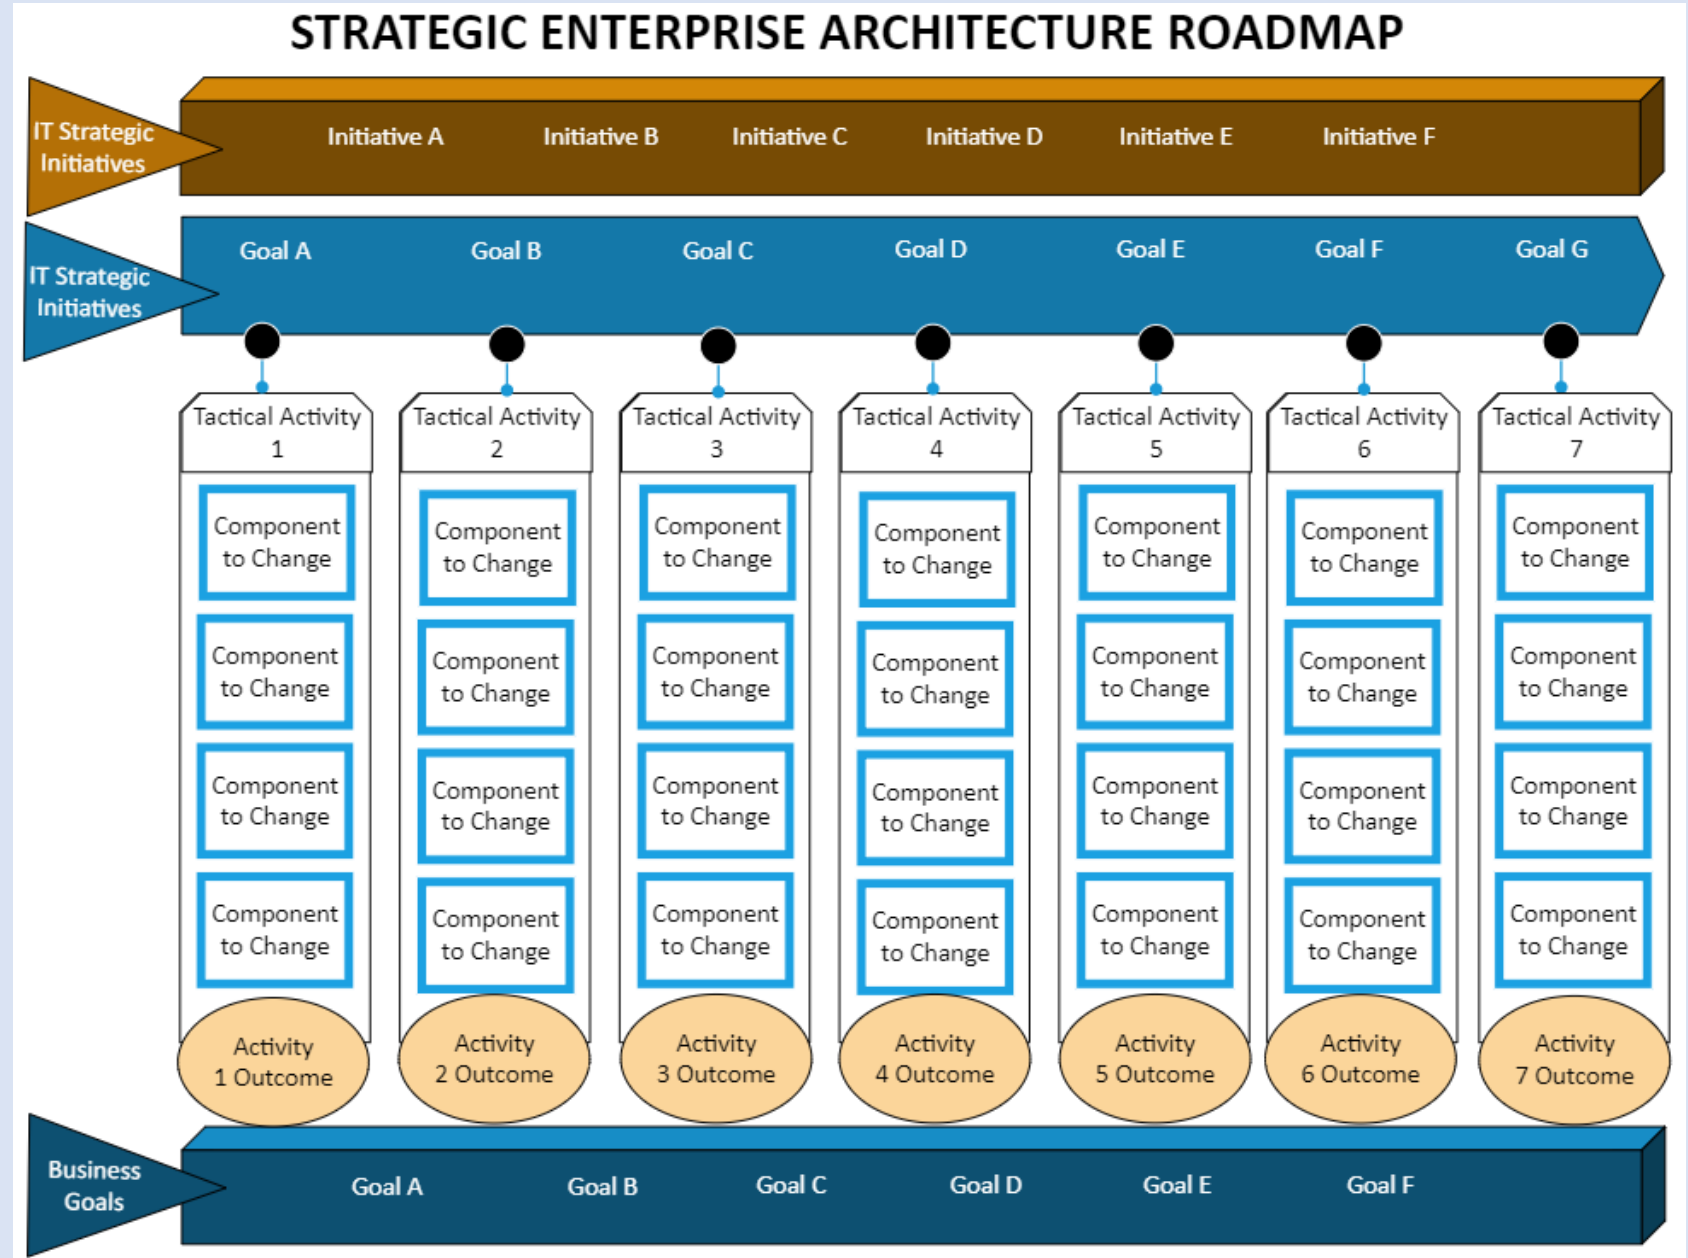 STRATEGIC ENTERPRISE ARCHITECTURE ROADMAP
IT Strategic
Initiatives
Initiative A
Initiative B
Initiative C
Initiative D
Initiative E
Initiative F
IT Strategic
Initiatives
Goal A
Goal B
Goal C
Goal D
Goal E
Goal F
Goal G
Tactical Activity
1
Component
to Change
Component
to Change
Component
to Change
Component
to Change
Activity
1 Outcome
Tactical Activity
2
Component
to Change
Component
to Change
Component
to Change
Component
to Change
Activity
2 Outcome
Tactical Activity
3
Component
to Change
Component
to Change
Component
to Change
Component
to Change
Activity
3 Outcome
Tactical Activity
4
Component
to Change
Component
to Change
Component
to Change
Component
to Change
Activity
4 Outcome
Tactical Activity
5
Component
to Change
Component
to Change
Component
to Change
Component
to Change
Activity
5 Outcome
Tactical Activity
6
Component
to Change
Component
to Change
Component
to Change
Component
to Change
Activity
6 Outcome
Tactical Activity
7
Component
to Change
Component
to Change
Component
to Change
Component
to Change
Activity
7 Outcome
Business
Goals
Goal A
Goal B
Goal C
Goal D
Goal E
Goal F